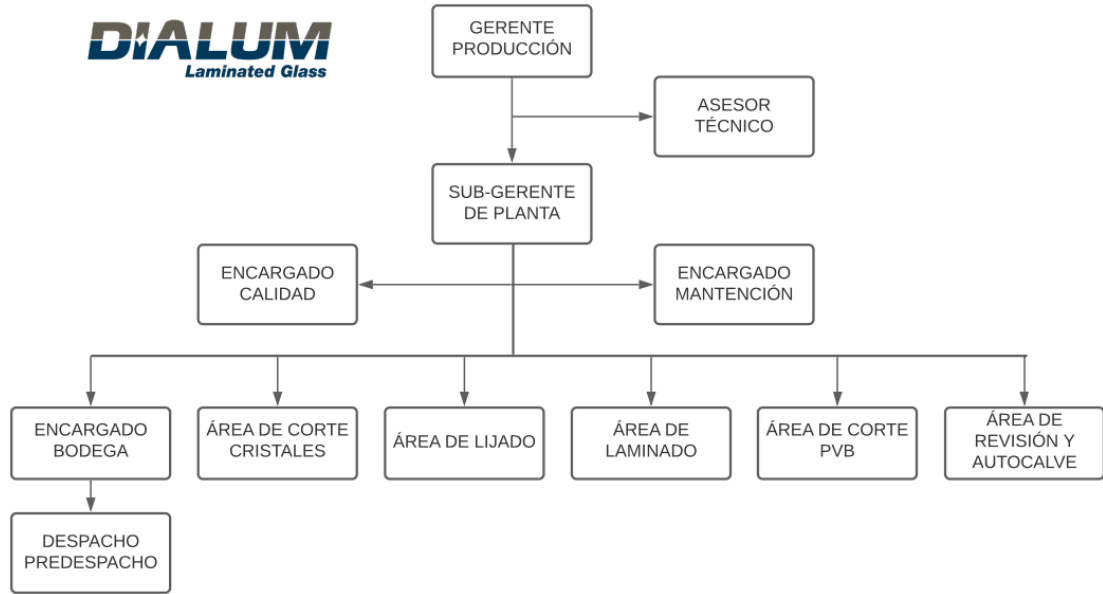 DIALUM
Laminated Glass
GERENTE
PRODUCCIÓN
ASESOR
TÉCNICO
SUB-GERENTE
DE PLANTA
ENCARGADO
CALIDAD
ENCARGADO
MANTENCIÓN
ENCARGADO
BODEGA
ÁREA DE CORTE
CRISTALES
ÁREA DE LIJADO
ÁREA DE
LAMINADO
ÁREA DE CORTE
PVB
ÁREA DE
REVISIÓN Y
AUTOCALVE
DESPACHO
PREDESPACHO